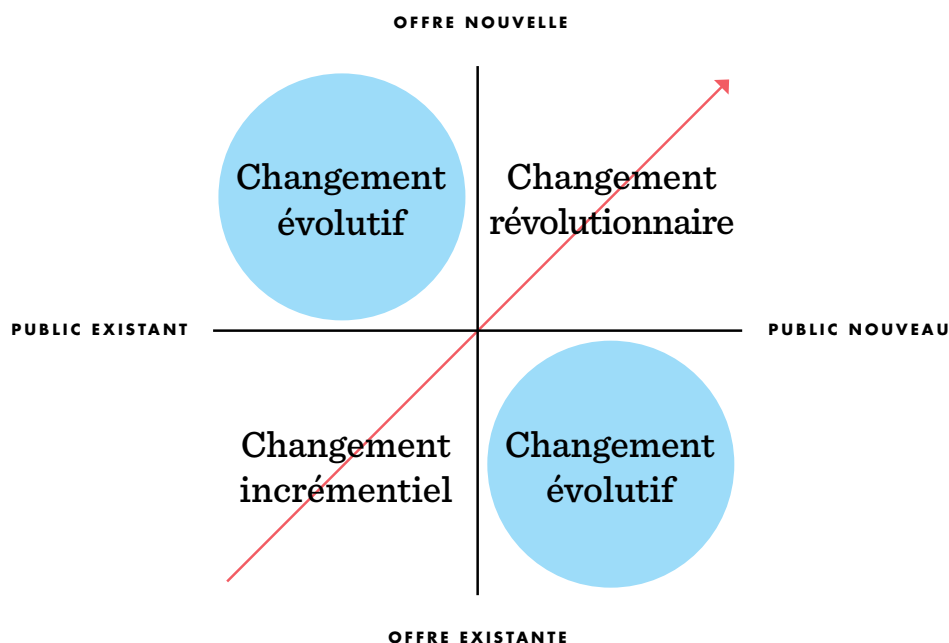 OFFRE NOUVELLE
Changement
évolutif
Changement
révolutionnaire
PUBLIC EXISTANT
PUBLIC NOUVEAU
Changement
incrémentiel
Changement
évolutif
OFFRE EXISTANTE